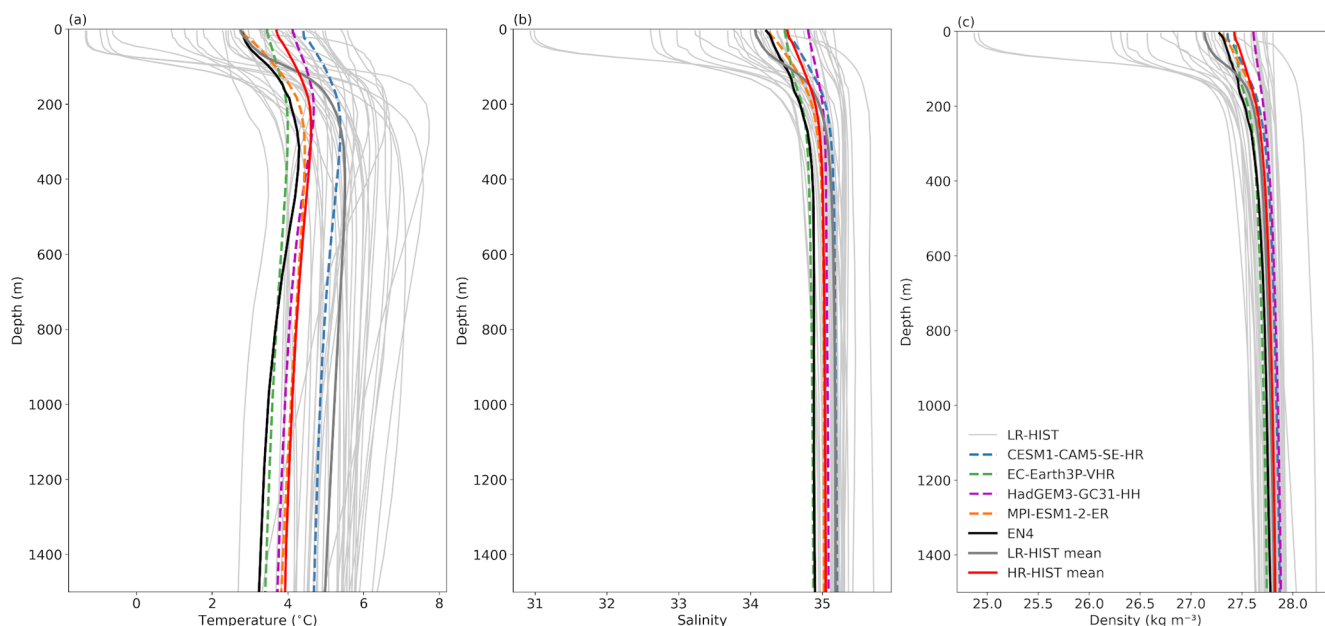 (a)
0
200
400
600
800
1000
1200
1400
Depth (m)
0 2 4 6 8
Temperature (°C)
(b)
0
200
400
600
800
1000
1200
1400
Depth (m)
31 32 33 34 35
Salinity
(c)
0
200
400
600
800
1000
1200
1400
Depth (m)
25.0 25.5 26.0 26.5 27.0 27.5 28.0
Density (kg m⁻³)
LR-HIST
CESM1-CAM5-SE-HR
EC-Earth3P-VHR
HadGEM3-GC31-HH
MPI-ESM1-2-ER
EN4
LR-HIST mean
HR-HIST mean